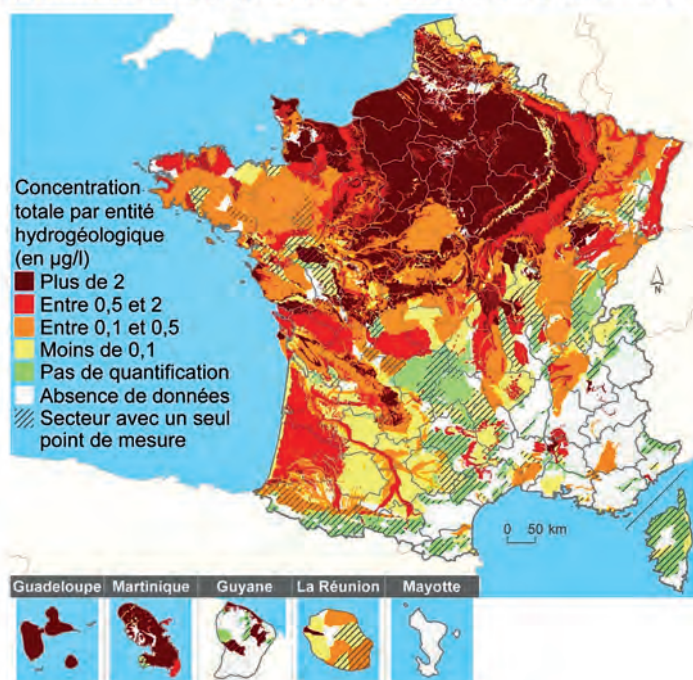 Concentration
totale par entité
hydrogéologique
(en µg/l)
Plus de 2
Entre 0,5 et 2
Entre 0,1 et 0,5
Moins de 0,1
Pas de quantification
Absence de données
Secteur avec un seul
point de mesure
N
0 50 km
Guadeloupe Martinique Guyane La Réunion Mayotte